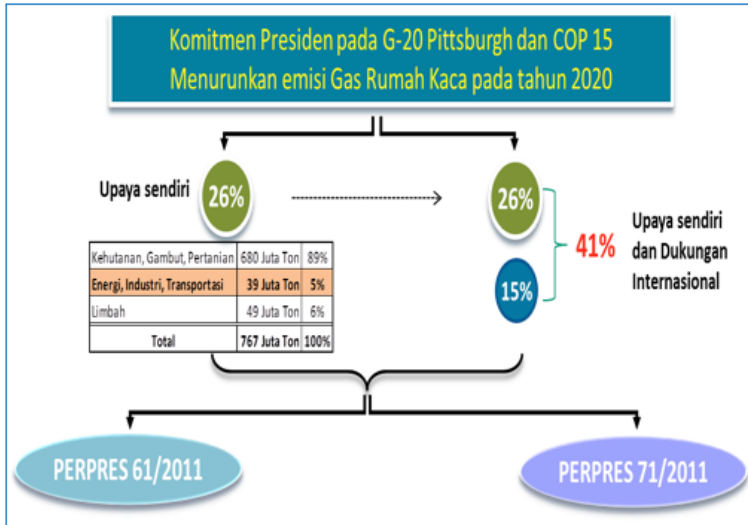 Komitmen Presiden pada G-20 Pittsburgh dan COP 15
Menurunkan emisi Gas Rumah Kaca pada tahun 2020
Upaya sendiri
26%
26%
15%
41%
Upaya sendiri
dan Dukungan
Internasional
Kehutanan, Gambut, Pertanian 680 Juta Ton 89%
Energi, Industri, Transportasi 39 Juta Ton 5%
Limbah 49 Juta Ton 6%
Total 767 Juta Ton 100%
PERPRES 61/2011
PERPRES 71/2011